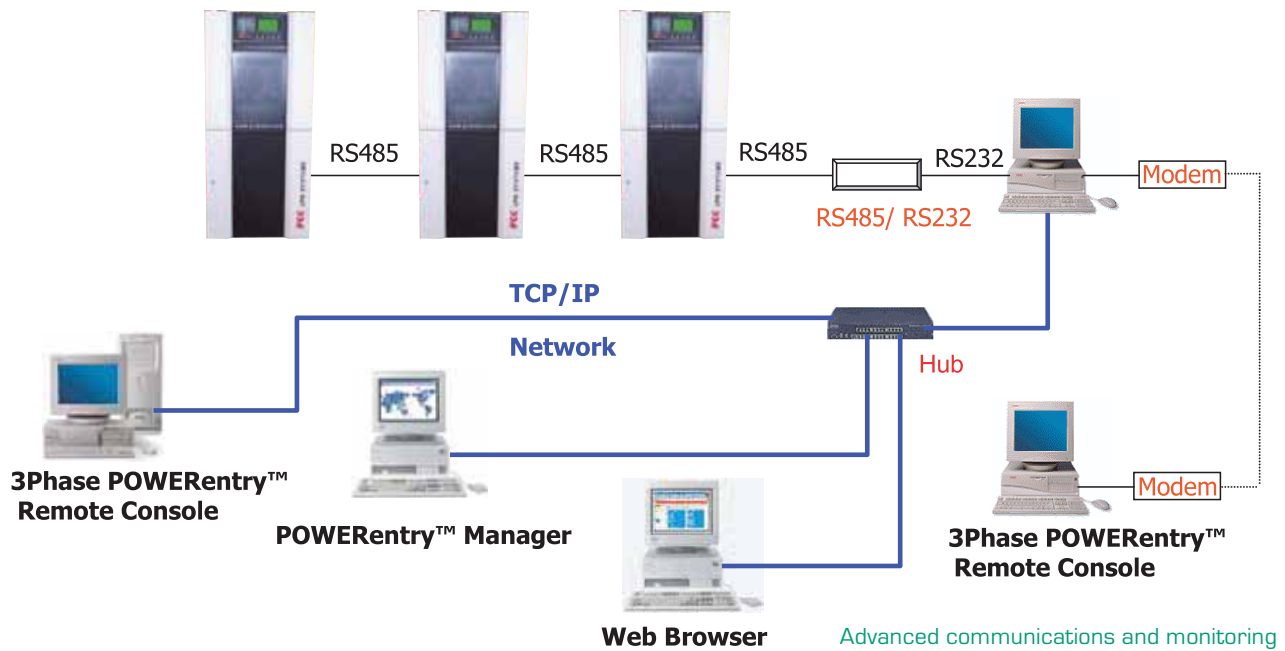 RS485
RS485
RS485
RS232
Modem
RS485/ RS232
TCP/IP
Network
Hub
3Phase POWERentry™
Remote Console
POWERentry™ Manager
Web Browser
Modem
3Phase POWERentry™
Remote Console
Advanced communications and monitoring